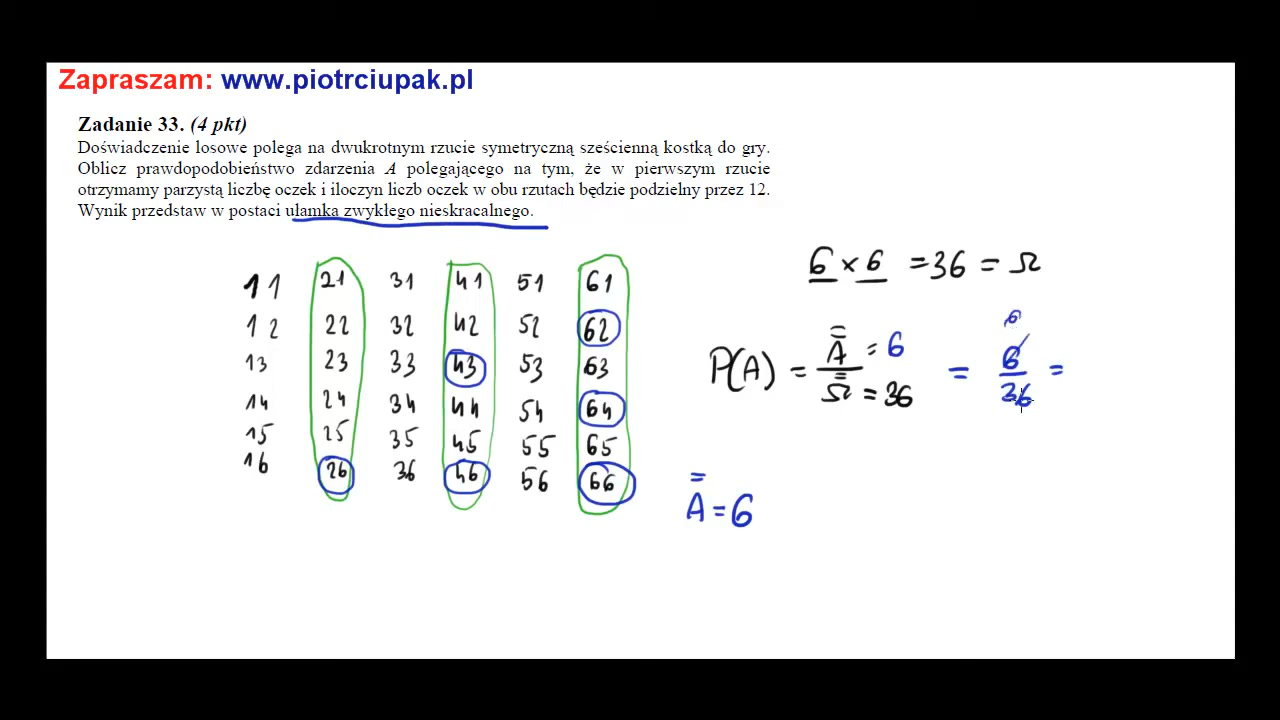 Zapraszam: www.piotrciupak.pl
Zadanie 33. (4 pkt)
Doświadczenie losowe polega na dwukrotnym rzucie symetryczną sześcienną kostką do gry.
Oblicz prawdopodobieństwo zdarzenia A polegającego na tym, że w pierwszym rzucie
otrzymamy parzystą liczbę oczek i iloczyn liczb oczek w obu rzutach będzie podzielny przez 12.
Wynik przedstaw w postaci ułamka zwykłego nieskracalnego.
11 21 31 41 51 61
12 22 32 42 52 62
13 23 33 43 53 63
14 24 34 44 54 64
15 25 35 45 55 65
16 26 36 46 56 66
6 × 6 = 36 = Ω
6
P(A) = A = 6 = 6 =
Ω = 36 36
A = 6